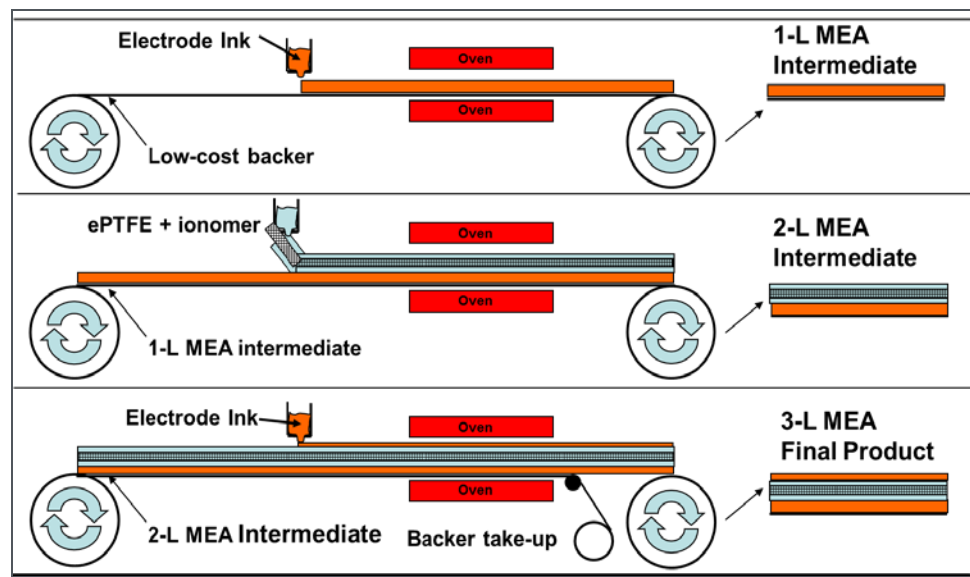 Electrode Ink
Oven
1-L MEA
Intermediate
Oven
Low-cost backer
ePTFE + ionomer
Oven
2-L MEA
Intermediate
Oven
1-L MEA intermediate
Electrode Ink
Oven
3-L MEA
Final Product
Oven
2-L MEA Intermediate
Backer take-up